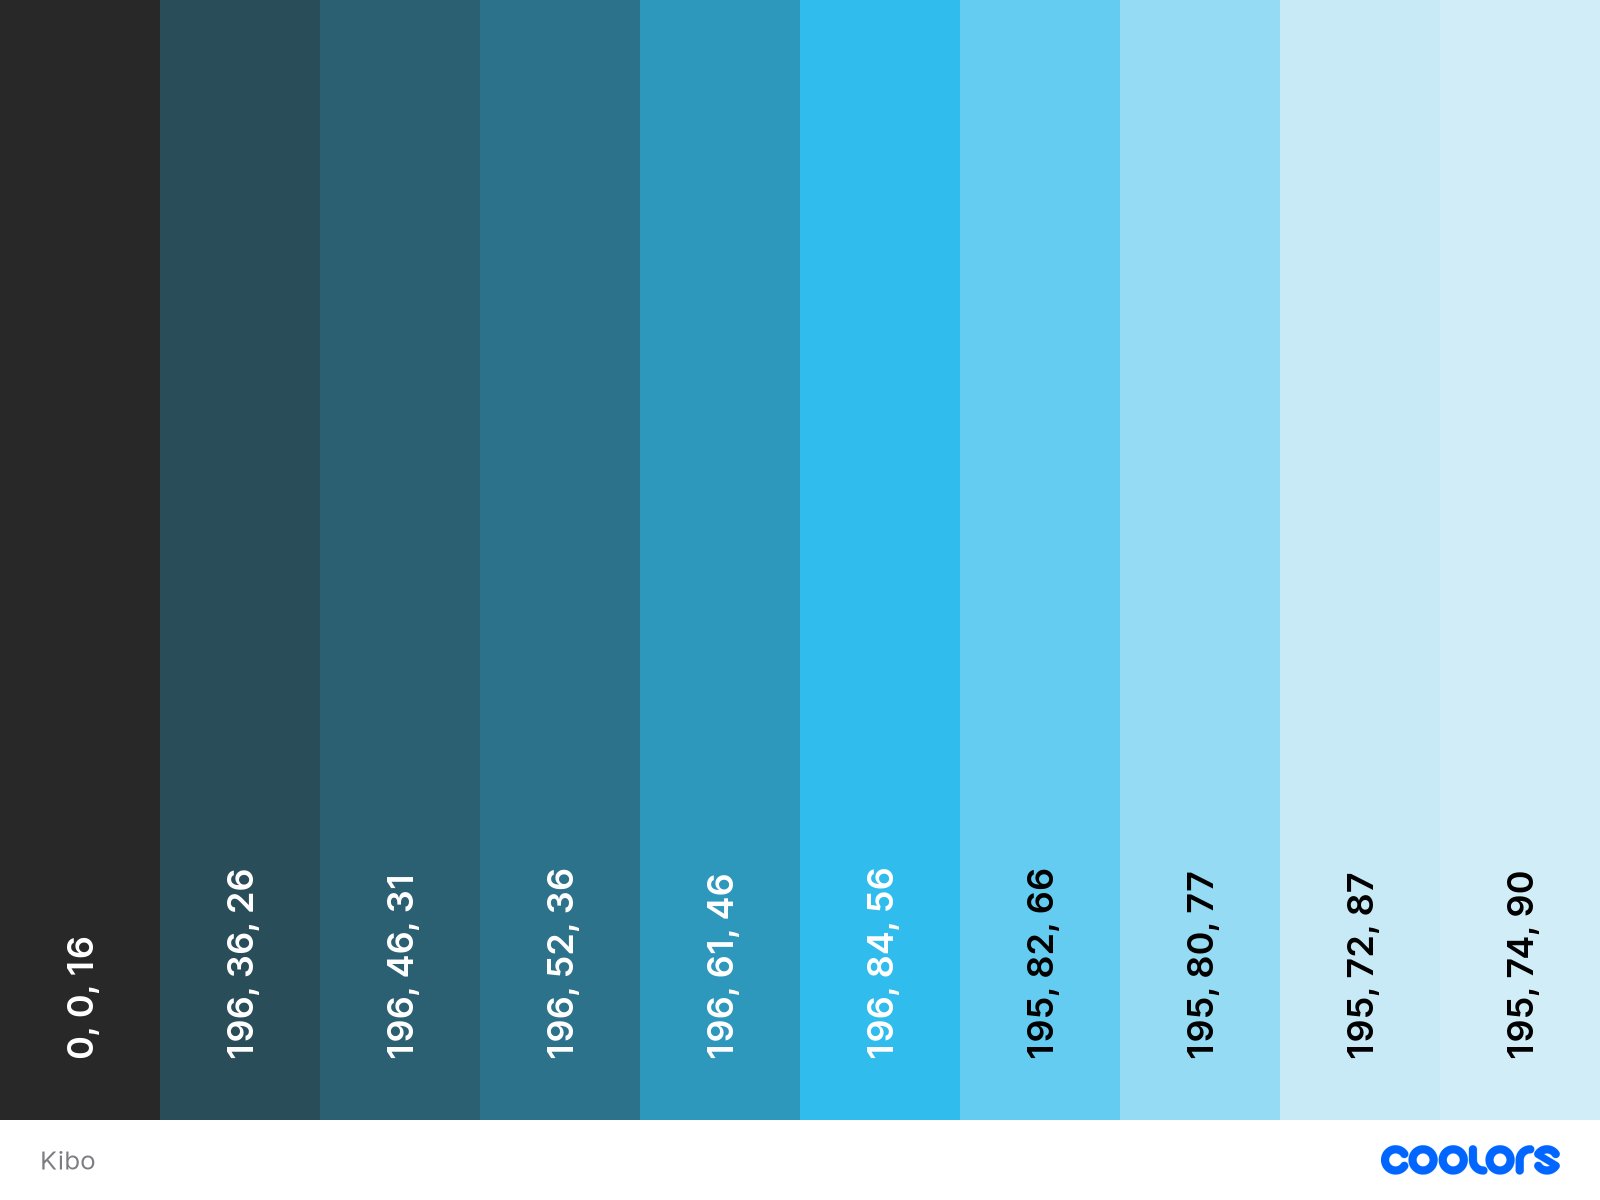 0, 0, 16
196, 36, 26
196, 46, 31
196, 52, 36
196, 61, 46
196, 84, 56
195, 82, 66
195, 80, 77
195, 72, 87
195, 74, 90
Kibo
coolors